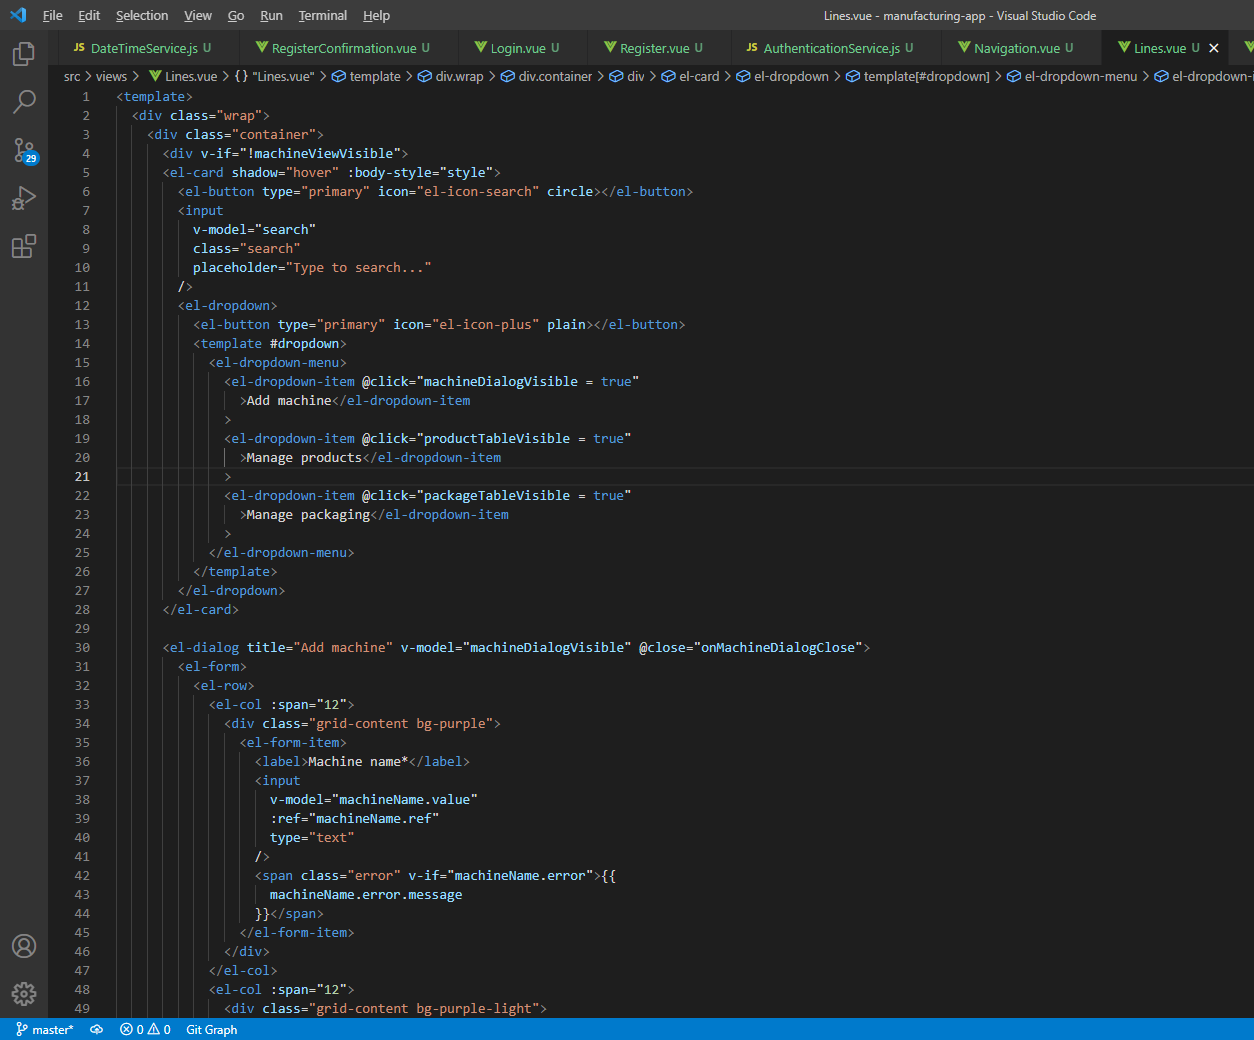 File Edit Selection View Go Run Terminal Help Lines.vue - manufacturing-app - Visual Studio Code
JS DateTimeService.js U RegisterConfirmation.vue U Login.vue U Register.vue U JS AuthenticationService.js U Navigation.vue U Lines.vue U
src > views > Lines.vue > {} "Lines.vue" > template > div.wrap > div.container > div > el-card > el-dropdown > template[#dropdown] > el-dropdown-menu > el-dropdown-i
1 <template>
2 <div class="wrap">
3 <div class="container">
4 <div v-if="!machineViewVisible">
5 <el-card shadow="hover" :body-style="style">
6 <el-button type="primary" icon="el-icon-search" circle></el-button>
7 <input
8 v-model="search"
9 class="search"
10 placeholder="Type to search..."
11 />
12 <el-dropdown>
13 <el-button type="primary" icon="el-icon-plus" plain></el-button>
14 <template #dropdown>
15 <el-dropdown-menu>
16 <el-dropdown-item @click="machineDialogVisible = true"
17 >Add machine</el-dropdown-item
18 >
19 <el-dropdown-item @click="productTableVisible = true"
20 >Manage products</el-dropdown-item
21 >
22 <el-dropdown-item @click="packageTableVisible = true"
23 >Manage packaging</el-dropdown-item
24 >
25 </el-dropdown-menu>
26 </template>
27 </el-dropdown>
28 </el-card>
29
30 <el-dialog title="Add machine" v-model="machineDialogVisible" @close="onMachineDialogClose">
31 <el-form>
32 <el-row>
33 <el-col :span="12">
34 <div class="grid-content bg-purple">
35 <el-form-item>
36 <label>Machine name*</label>
37 <input
38 v-model="machineName.value"
39 :ref="machineName.ref"
40 type="text"
41 />
42 <span class="error" v-if="machineName.error">{{
43 machineName.error.message
44 }}</span>
45 </el-form-item>
46 </div>
47 </el-col>
48 <el-col :span="12">
49 <div class="grid-content bg-purple-light">
29
master* 0 0 Git Graph